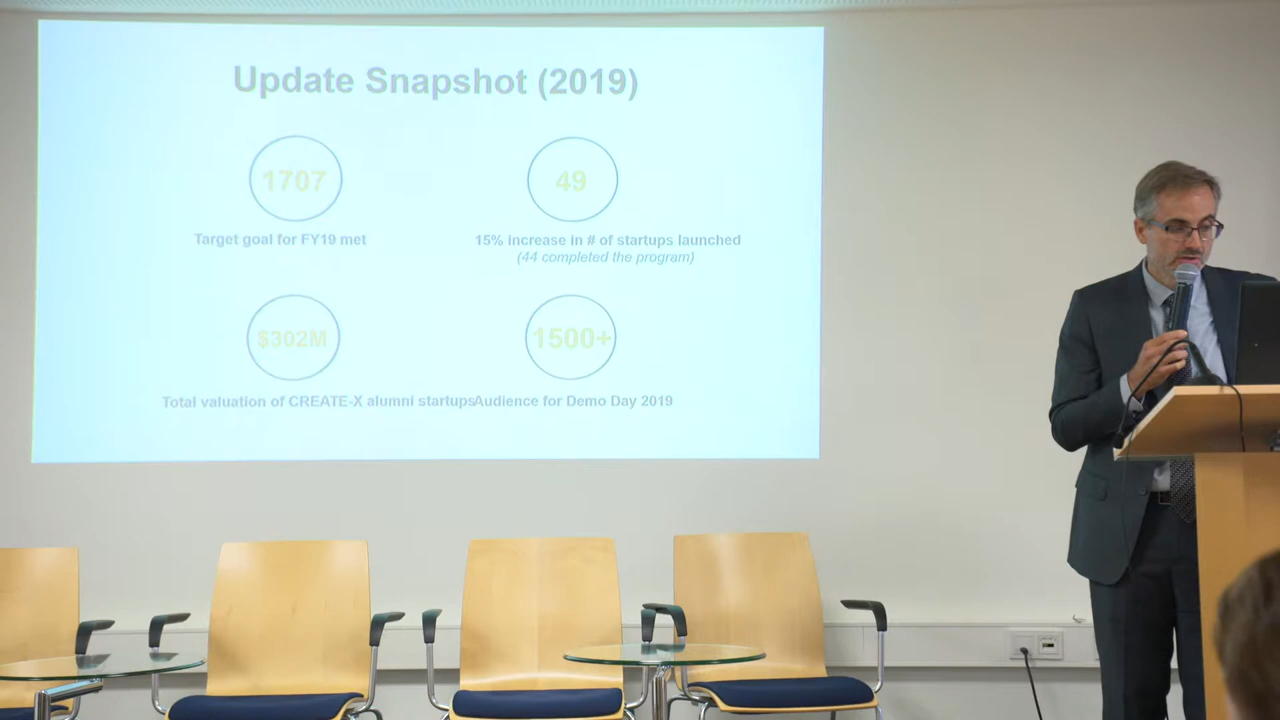 Update Snapshot (2019)
1707
Target goal for FY19 met
49
15% increase in # of startups launched
(44 completed the program)
$302M
Total valuation of CREATE-X alumni startups
1500+
Audience for Demo Day 2019